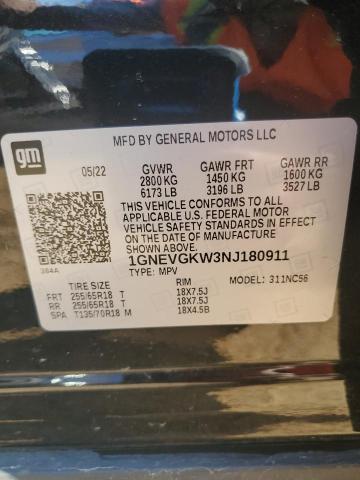 gm
MFD BY GENERAL MOTORS LLC
05/22 GVWR GAWR FRT GAWR RR
2800 KG 1450 KG 1600 KG
6173 LB 3196 LB 3527 LB
THIS VEHICLE CONFORMS TO ALL
APPLICABLE U.S. FEDERAL MOTOR
VEHICLE SAFETY STANDARDS IN EFFECT
ON THE DATE OF MANUFACTURE
SHOWN ABOVE.
384A
1GNEVGKW3NJ180911
TYPE: MPV
TIRE SIZE RIM MODEL: 311NC56
FRT 255/65R18 T 18X7.5J
RR 255/65R18 T 18X7.5J
SPA T135/70R18 M 18X4.5B